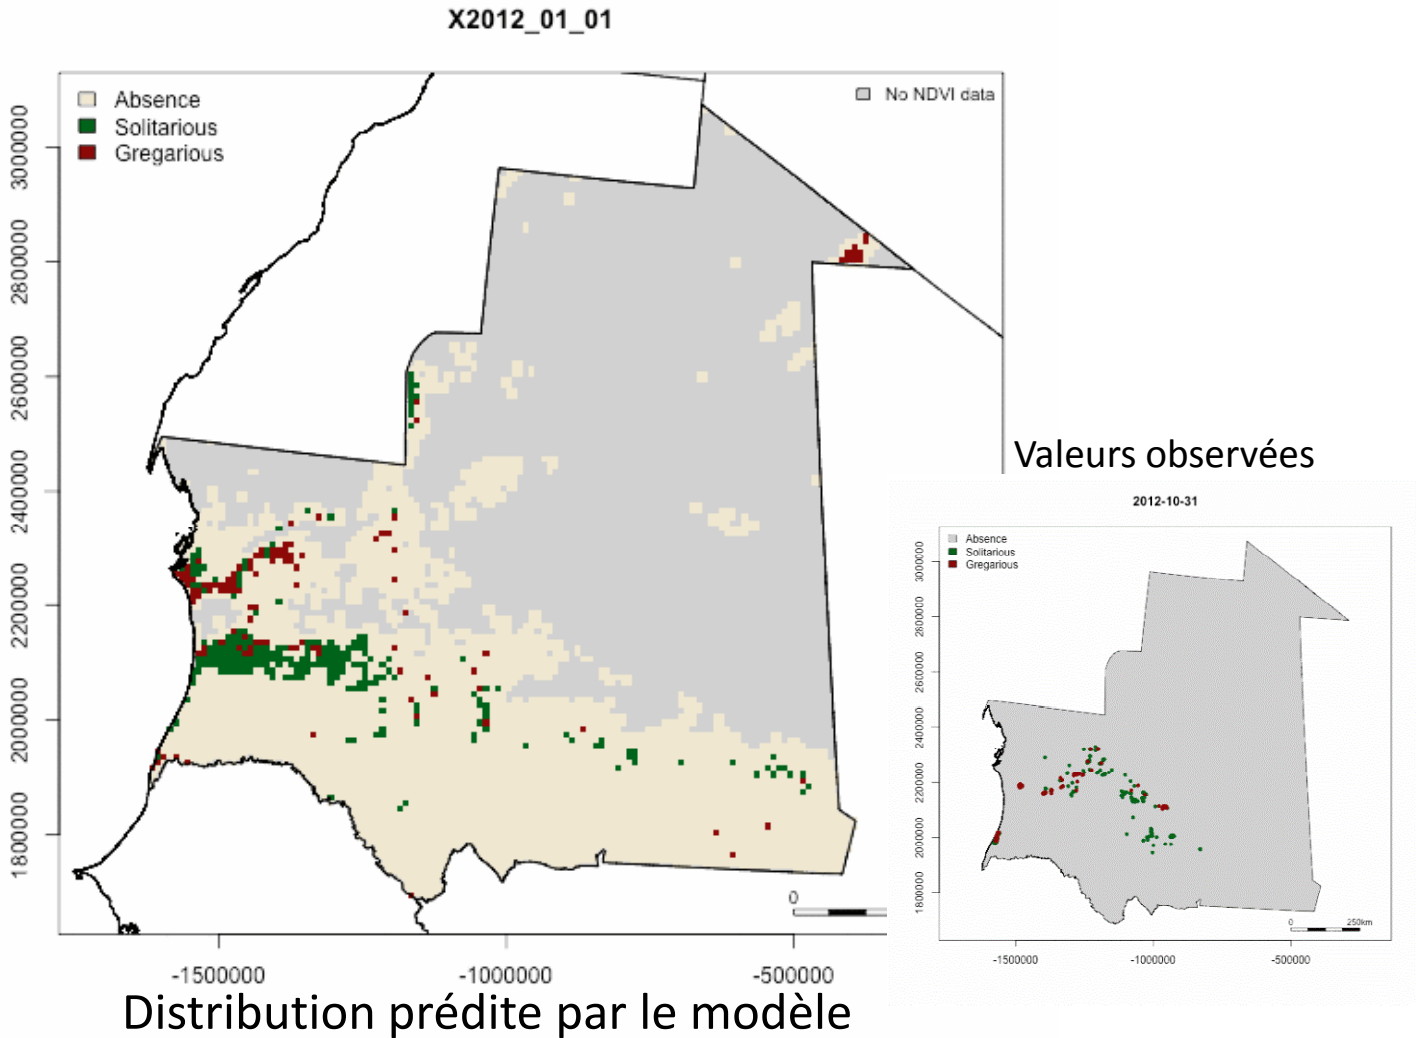 X2012_01_01
Absence
Solitarious
Gregarious
No NDVI data
3000000
2800000
2600000
2400000
2200000
2000000
1800000
-1500000
-1000000
-500000
0
Distribution prédite par le modèle
Valeurs observées
2012-10-31
Absence
Solitarious
Gregarious
3000000
2800000
2600000
2400000
2200000
2000000
1800000
0 250km
-1500000
-1000000
-500000